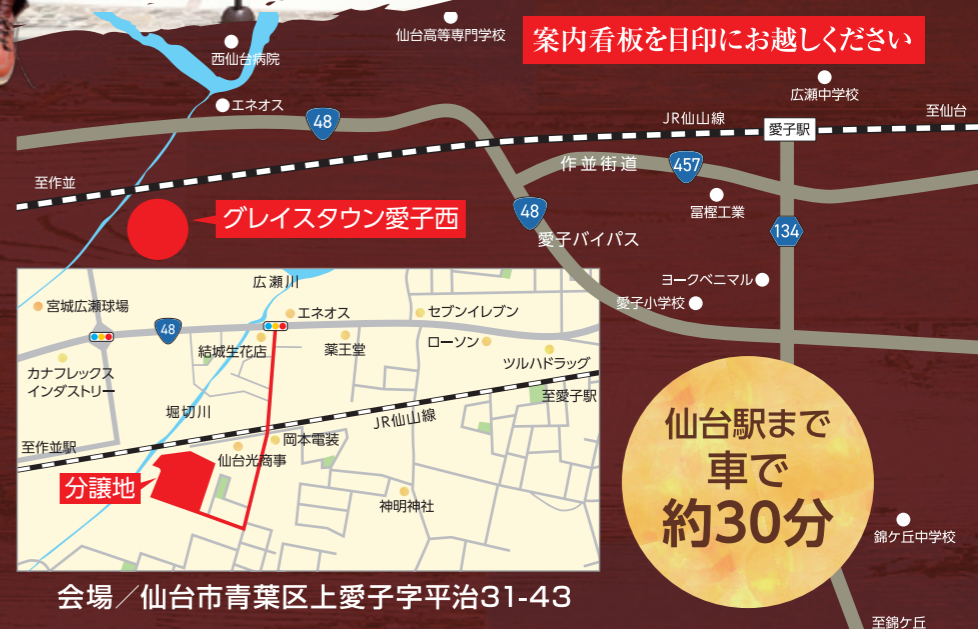 仙台高等専門学校
案内看板を目印にお越しください
西仙台病院
エネオス
広瀬中学校
48
JR仙山線
愛子駅
至仙台
作並街道
457
至作並
冨樫工業
グレイスタウン愛子西
48
134
愛子バイパス
ヨークベニマル
愛子小学校
広瀬川
宮城広瀬球場
エネオス
セブンイレブン
48
結城生花店
薬王堂
ローソン
ツルハドラッグ
カナフレックス
インダストリー
至愛子駅
堀切川
JR仙山線
岡本電装
至作並駅
仙台光商事
分譲地
神明神社
仙台駅まで
車で
約30分
錦ケ丘中学校
会場／仙台市青葉区上愛子字平治31-43
至錦ケ丘